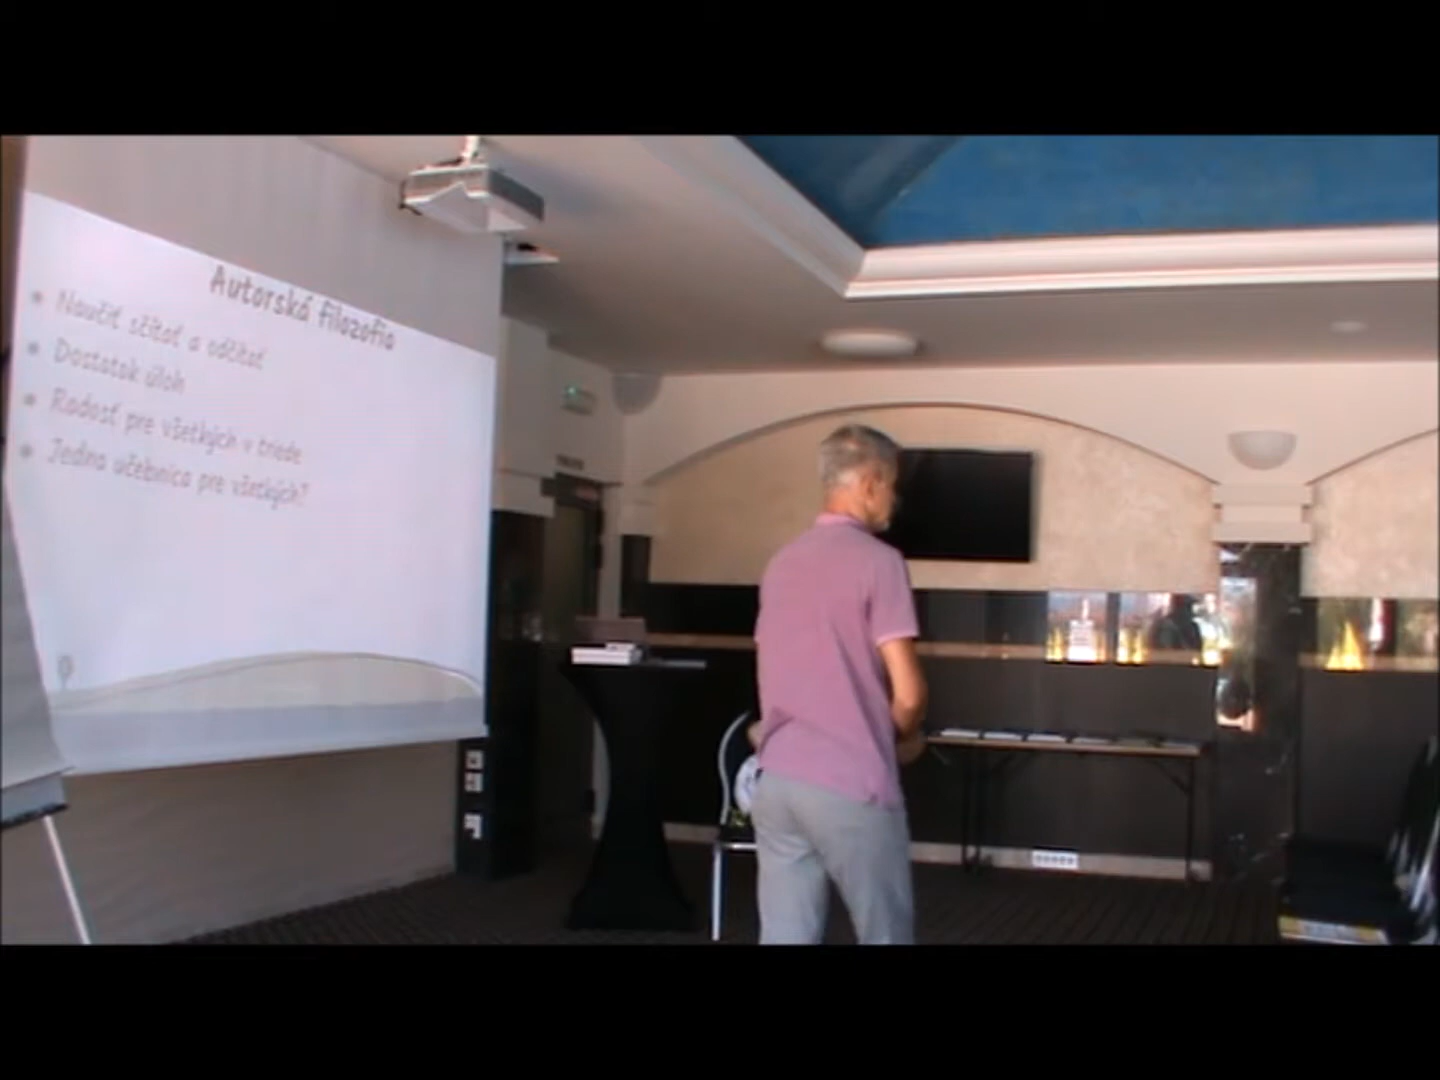 Autorská filozofia
Naučiť sčítať a odčítať
Dostatok úloh
Radosť pre všetkých v triede
Jedna učebnica pre všetkých?